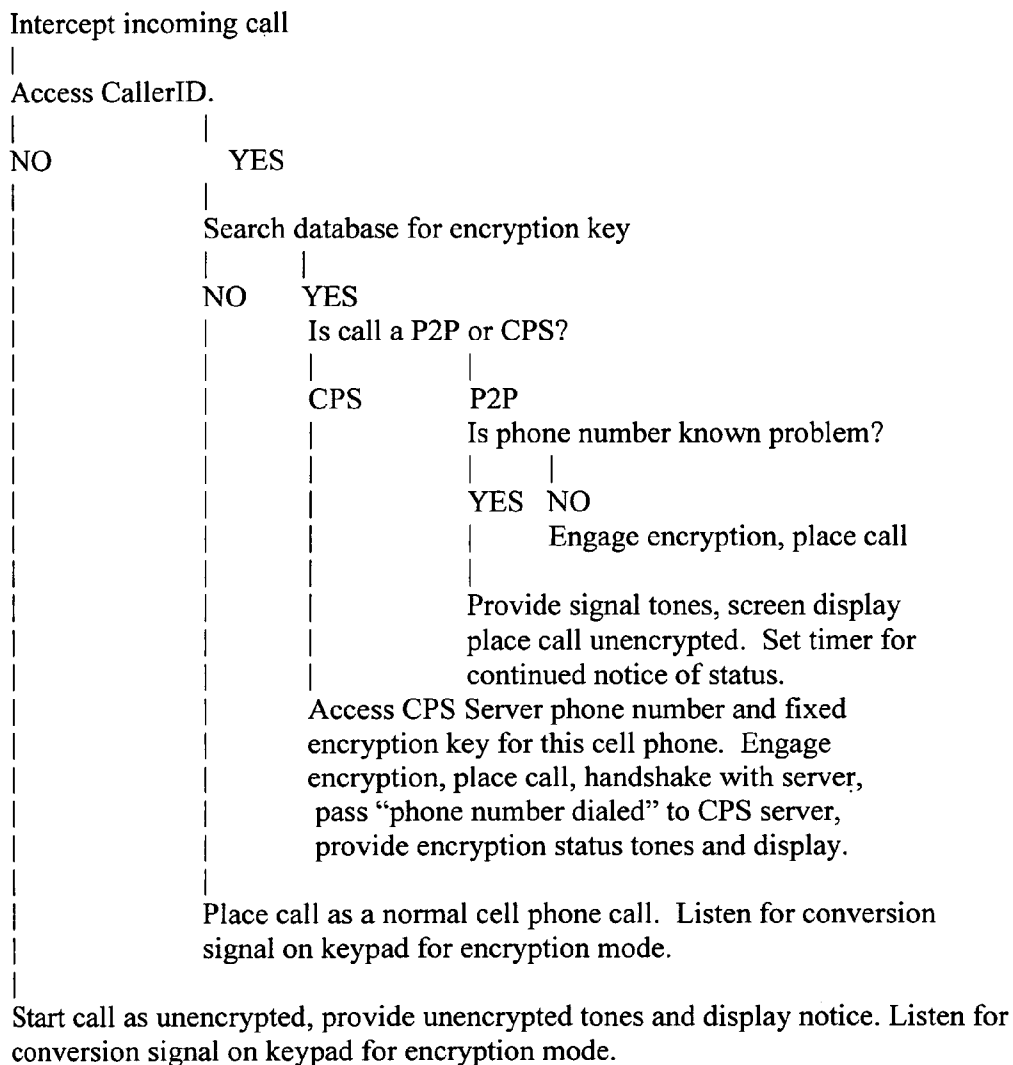 Intercept incoming call
Access CallerID.
NO YES
Search database for encryption key
NO YES
Is call a P2P or CPS?
CPS P2P
Is phone number known problem?
YES NO
Engage encryption, place call
Provide signal tones, screen display
place call unencrypted. Set timer for
continued notice of status.
Access CPS Server phone number and fixed
encryption key for this cell phone. Engage
encryption, place call, handshake with server,
pass “phone number dialed” to CPS server,
provide encryption status tones and display.
Place call as a normal cell phone call. Listen for conversion
signal on keypad for encryption mode.
Start call as unencrypted, provide unencrypted tones and display notice. Listen for
conversion signal on keypad for encryption mode.